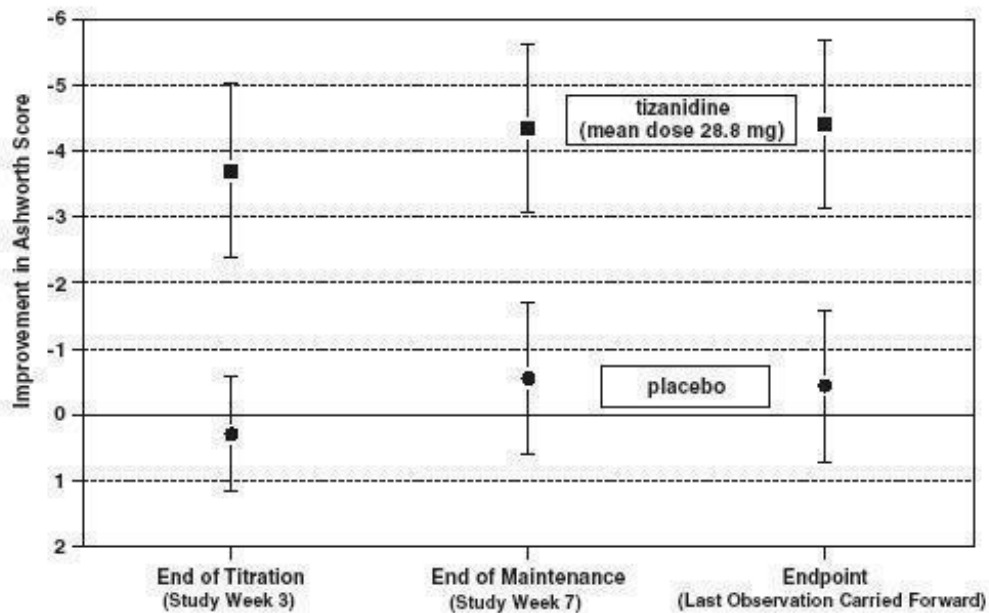 Improvement in Ashworth Score
-6
-5
-4
-3
-2
-1
0
1
2
tizanidine
(mean dose 28.8 mg)
placebo
End of Titration
(Study Week 3)
End of Maintenance
(Study Week 7)
Endpoint
(Last Observation Carried Forward)